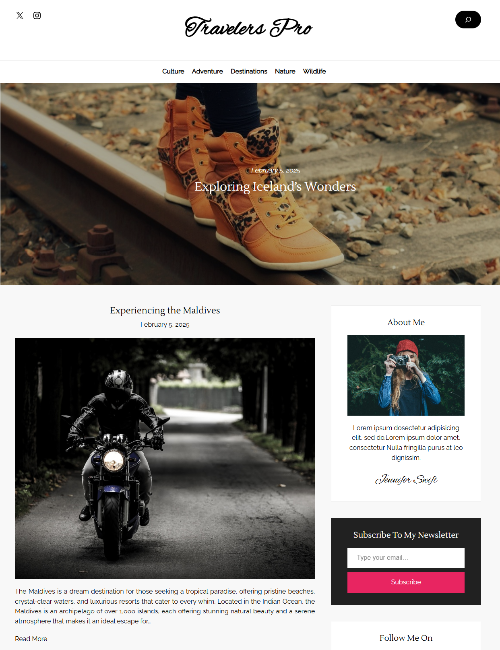 Travelers Pro
Culture Adventure Destinations Nature Wildlife
February 5, 2025
Exploring Iceland's Wonders
Experiencing the Maldives
February 5, 2025
The Maldives is a dream destination for those seeking a tropical paradise, offering pristine beaches,
crystal-clear waters, and luxurious resorts that cater to every whim. Located in the Indian Ocean, the
Maldives is an archipelago of over 1,000 islands, each offering stunning natural beauty and a serene
atmosphere that makes it an ideal escape for…
Read More
About Me
Lorem ipsum dosectetur adipisicing
elit, sed do.Lorem ipsum dolor amet,
consectetur Nulla fringilla purus at leo
dignissim.
Jennifer Swift
Subscribe To My Newsletter
Type your email…
Subscribe
Follow Me On